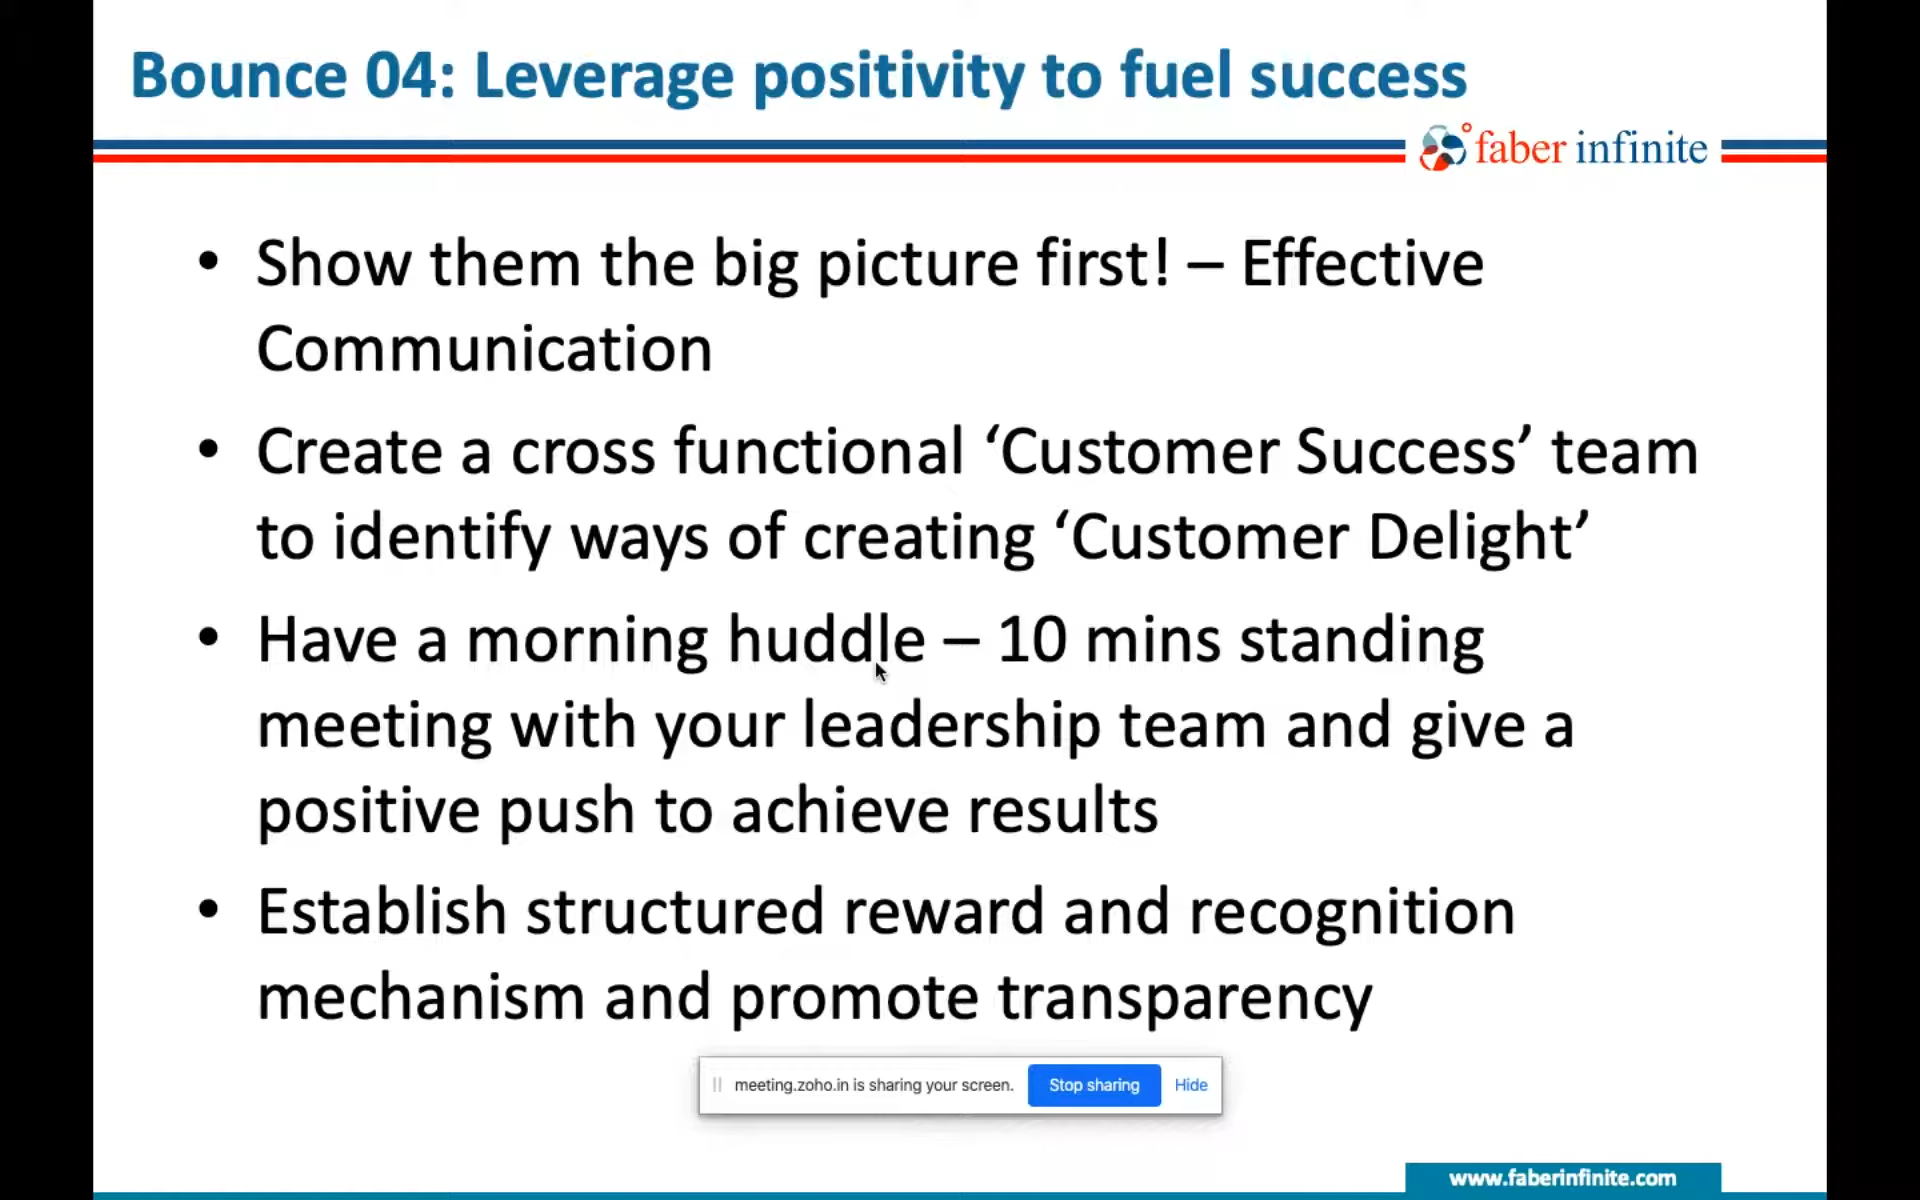 Bounce 04: Leverage positivity to fuel success
faber infinite
• Show them the big picture first! – Effective
Communication
• Create a cross functional ‘Customer Success’ team
to identify ways of creating ‘Customer Delight’
• Have a morning huddle – 10 mins standing
meeting with your leadership team and give a
positive push to achieve results
• Establish structured reward and recognition
mechanism and promote transparency
meeting.zoho.in is sharing your screen. Stop sharing Hide
www.faberinfinite.com